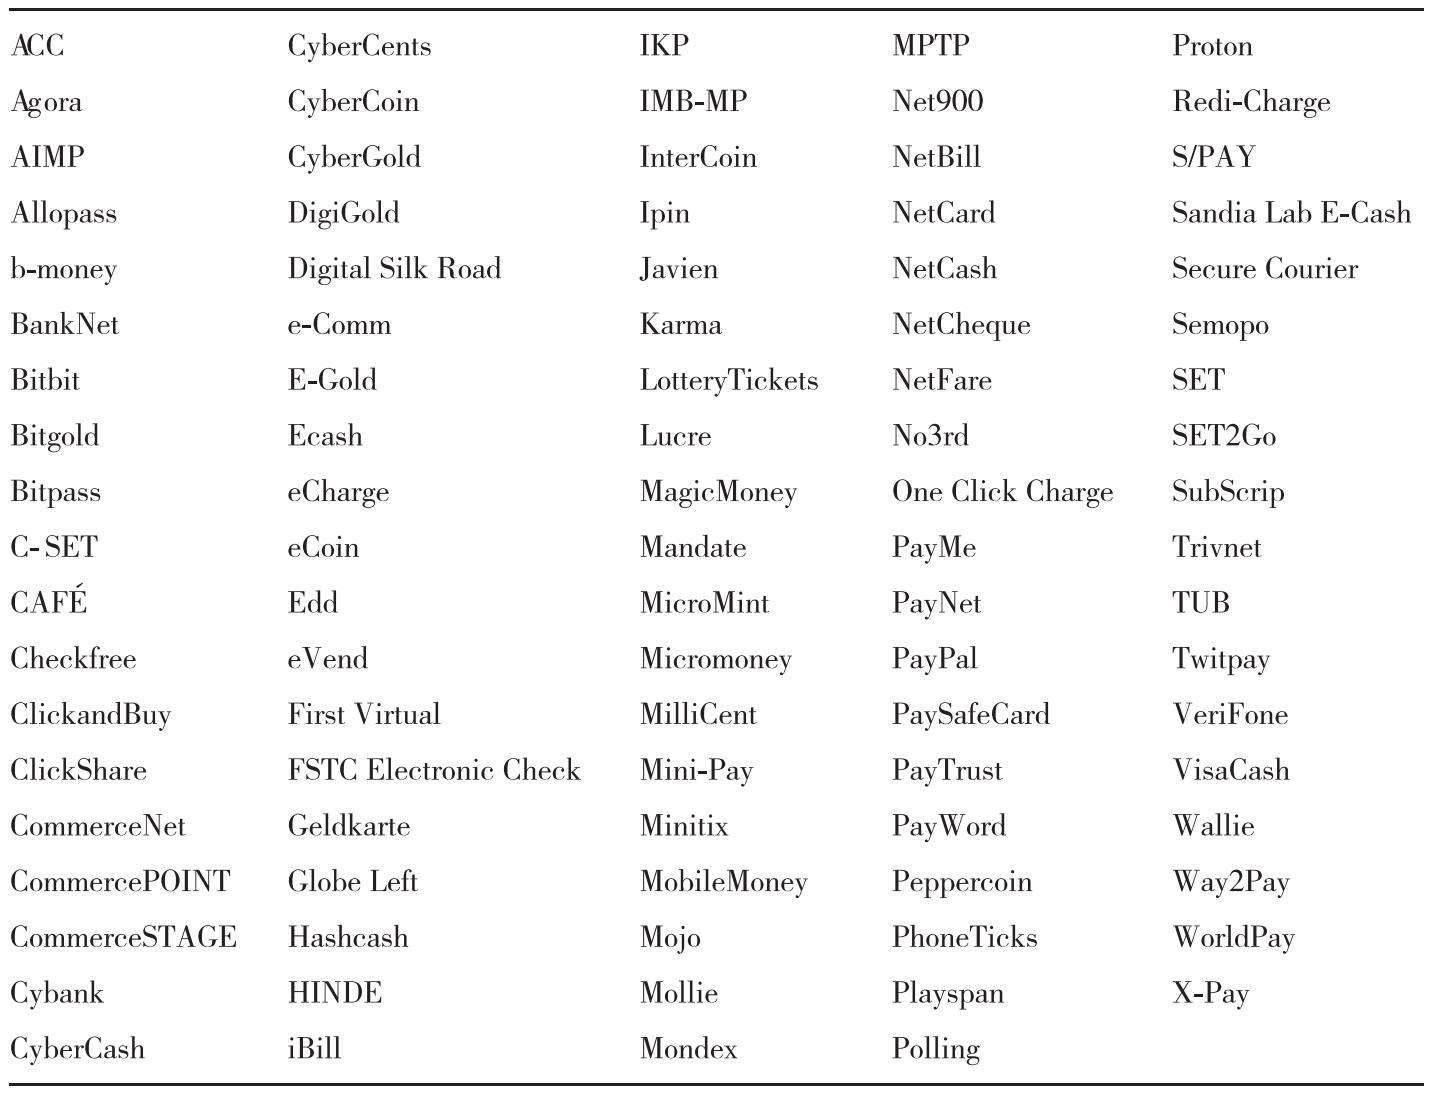 ACC CyberCents IKP MPTP Proton
Agora CyberCoin IMB-MP Net900 Redi-Charge
AIMP CyberGold InterCoin NetBill S/PAY
Allopass DigiGold Ipin NetCard Sandia Lab E-Cash
b-money Digital Silk Road Javien NetCash Secure Courier
BankNet e-Comm Karma NetCheque Semopo
Bitbit E-Gold LotteryTickets NetFare SET
Bitgold Ecash Lucre No3rd SET2Go
Bitpass eCharge MagicMoney One Click Charge SubScrip
C-SET eCoin Mandate PayMe Trivnet
CAFÉ Edd MicroMint PayNet TUB
Checkfree eVend Micromoney PayPal Twitpay
ClickandBuy First Virtual MilliCent PaySafeCard VeriFone
ClickShare FSTC Electronic Check Mini-Pay PayTrust VisaCash
CommerceNet Geldkarte Minitix PayWord Wallie
CommercePOINT Globe Left MobileMoney Peppercoin Way2Pay
CommerceSTAGE Hashcash Mojo PhoneTicks WorldPay
Cybank HINDE Mollie Playspan X-Pay
CyberCash iBill Mondex Polling